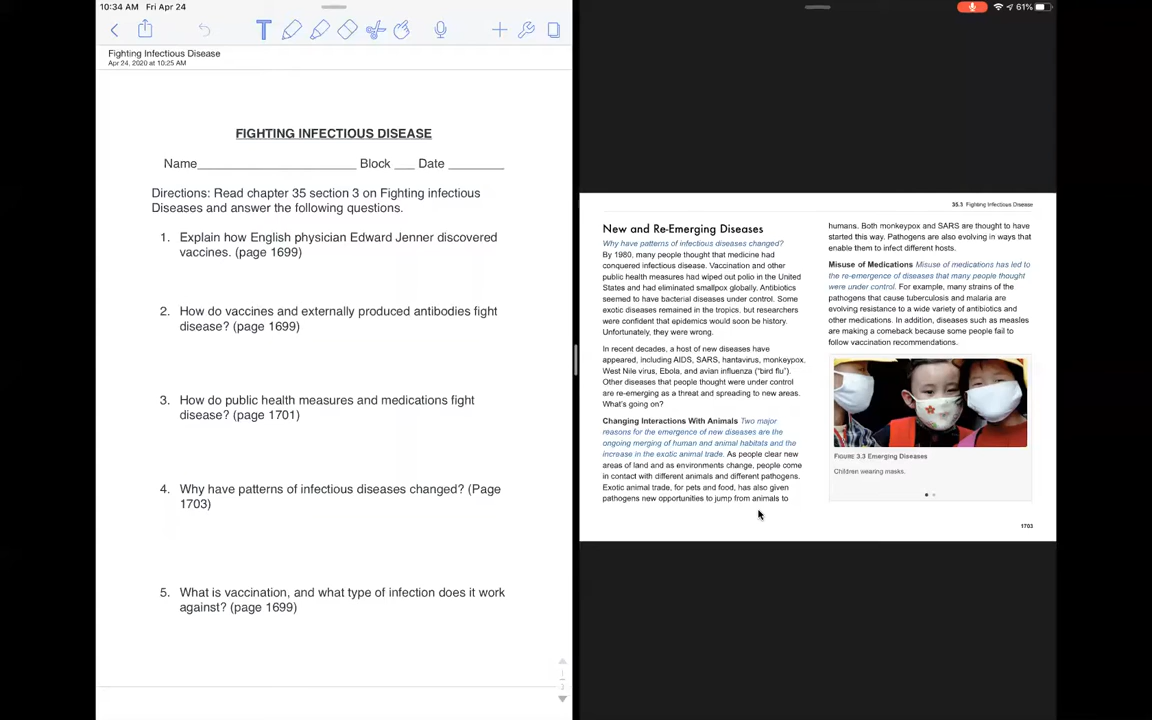 10:34 AM Fri Apr 24
61%
Fighting Infectious Disease
Apr 24, 2020 at 10:25 AM
FIGHTING INFECTIOUS DISEASE
Name______________________ Block ___ Date ________
Directions: Read chapter 35 section 3 on Fighting infectious
Diseases and answer the following questions.
1. Explain how English physician Edward Jenner discovered
vaccines. (page 1699)
2. How do vaccines and externally produced antibodies fight
disease? (page 1699)
3. How do public health measures and medications fight
disease? (page 1701)
4. Why have patterns of infectious diseases changed? (Page
1703)
5. What is vaccination, and what type of infection does it work
against? (page 1699)
35.3 Fighting Infectious Disease
New and Re-Emerging Diseases
Why have patterns of infectious diseases changed?
By 1980, many people thought that medicine had
conquered infectious disease. Vaccination and other
public health measures had wiped out polio in the United
States and had eliminated smallpox globally. Antibiotics
seemed to have bacterial diseases under control. Some
exotic diseases remained in the tropics, but researchers
were confident that epidemics would soon be history.
Unfortunately, they were wrong.
In recent decades, a host of new diseases have
appeared, including AIDS, SARS, hantavirus, monkeypox,
West Nile virus, Ebola, and avian influenza ("bird flu").
Other diseases that people thought were under control
are re-emerging as a threat and spreading to new areas.
What's going on?
Changing Interactions With Animals Two major
reasons for the emergence of new diseases are the
ongoing merging of human and animal habitats and the
increase in the exotic animal trade. As people clear new
areas of land and as environments change, people come
in contact with different animals and different pathogens.
Exotic animal trade, for pets and food, has also given
pathogens new opportunities to jump from animals to
humans. Both monkeypox and SARS are thought to have
started this way. Pathogens are also evolving in ways that
enable them to infect different hosts.
Misuse of Medications Misuse of medications has led to
the re-emergence of diseases that many people thought
were under control. For example, many strains of the
pathogens that cause tuberculosis and malaria are
evolving resistance to a wide variety of antibiotics and
other medications. In addition, diseases such as measles
are making a comeback because some people fail to
follow vaccination recommendations.
FIGURE 3.3 Emerging Diseases
Children wearing masks.
1703